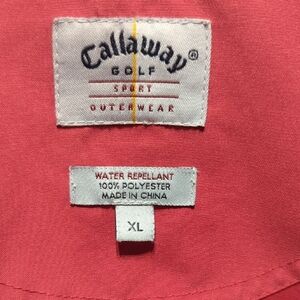 Callaway®
GOLF
SPORT
OUTERWEAR
WATER REPELLANT
100% POLYESTER
MADE IN CHINA
XL